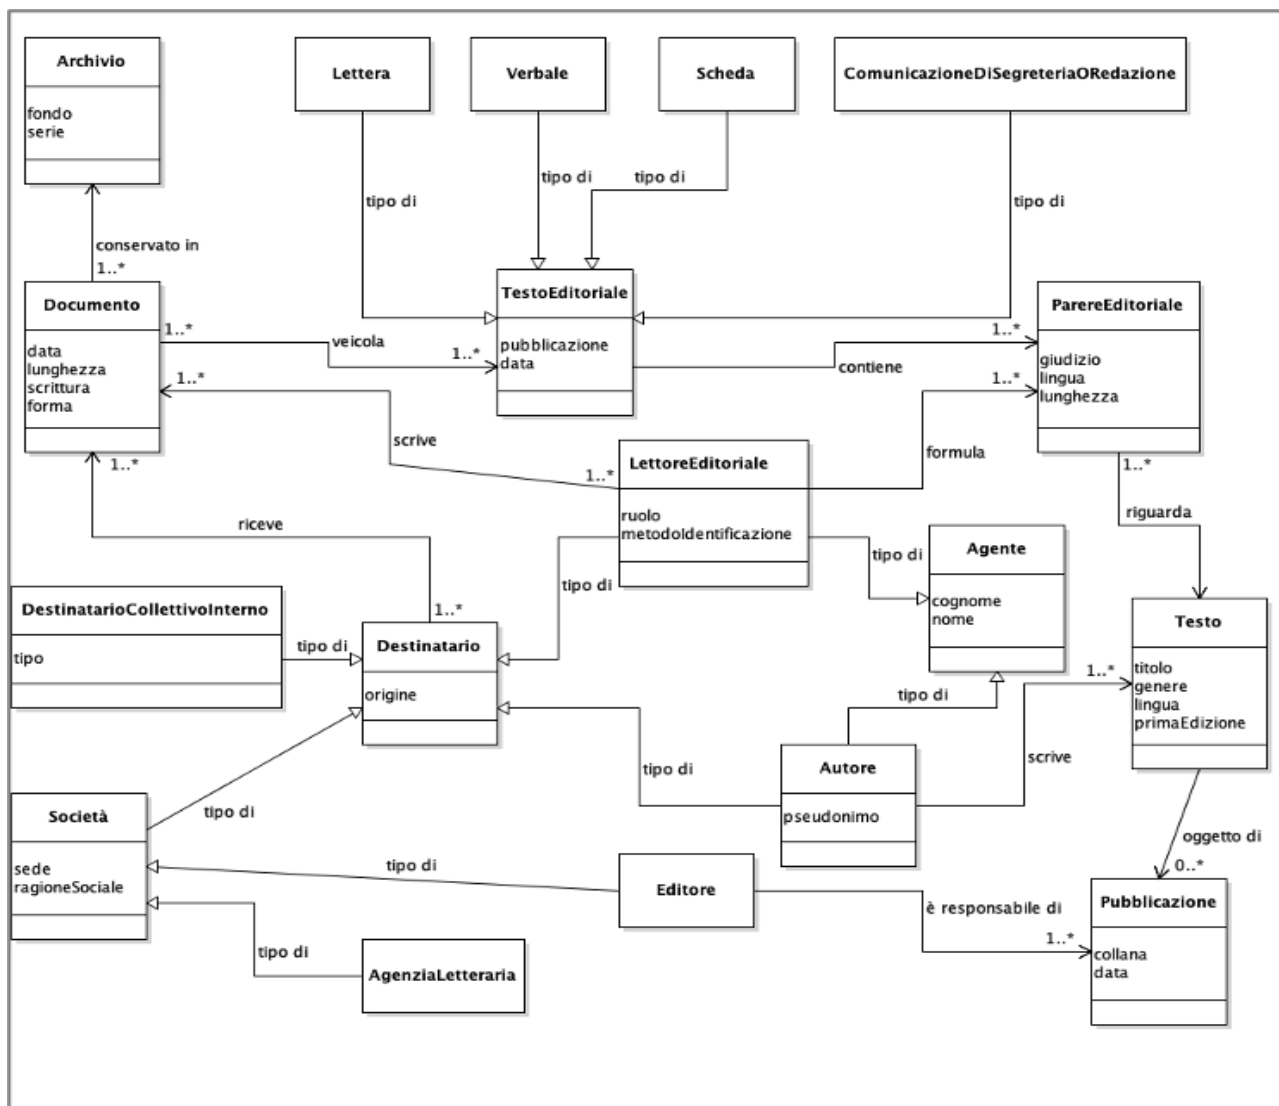 Archivio
fondo
serie
Lettera
Verbale
Scheda
ComunicazioneDiSegreteriaORedazione
tipo di
tipo di
tipo di
tipo di
conservato in
1..*
Documento
data
lunghezza
scrittura
forma
1..*
veicola
1..*
TestoEditoriale
pubblicazione
data
contiene
1..*
ParereEditoriale
giudizio
lingua
lunghezza
1..*
scrive
1..*
LettoreEditoriale
ruolo
metodoIdentificazione
formula
1..*
1..*
riguarda
1..*
riceve
1..*
tipo di
tipo di
Agente
cognome
nome
DestinatarioCollettivoInterno
tipo
tipo di
Destinatario
origine
Testo
titolo
genere
lingua
primaEdizione
1..*
tipo di
scrive
Autore
pseudonimo
tipo di
Società
sede
ragioneSociale
tipo di
tipo di
Editore
oggetto di
0..*
è responsabile di
1..*
Pubblicazione
collana
data
tipo di
AgenziaLetteraria